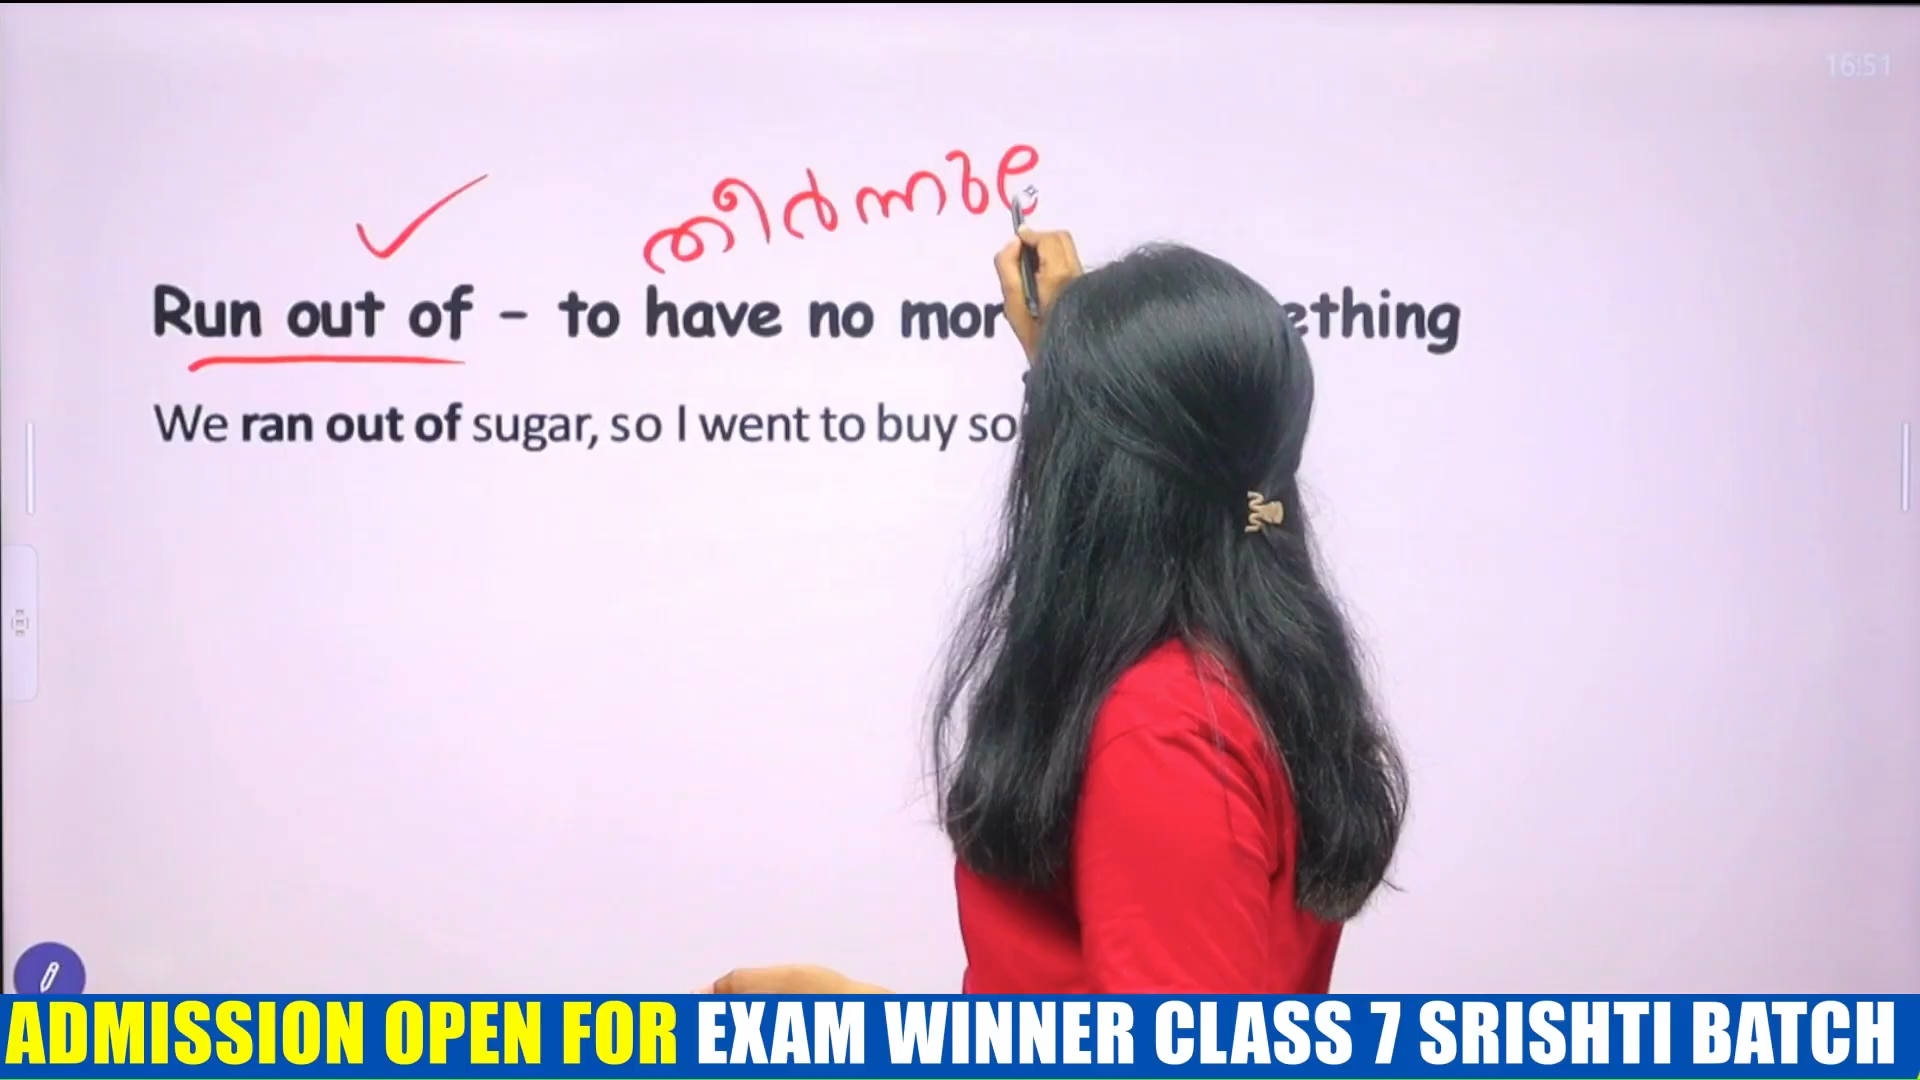 16:51
തീർന്നു
Run out of - to have no mor ething
We ran out of sugar, so I went to buy so
ADMISSION OPEN FOR EXAM WINNER CLASS 7 SRISHTI BATCH